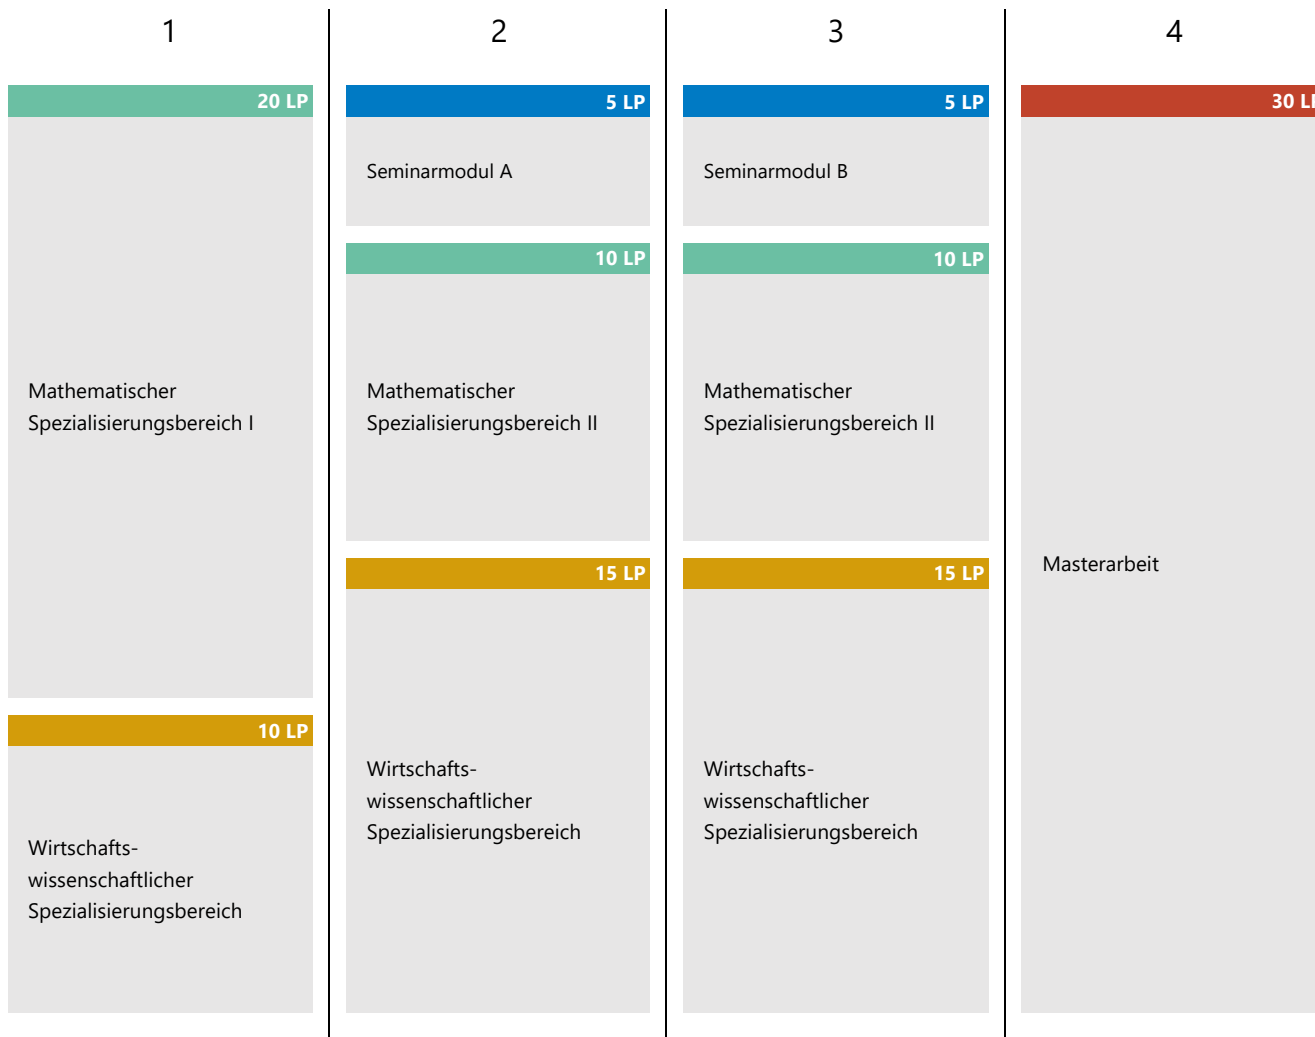 1
20 LP
Mathematischer
Spezialisierungsbereich I
10 LP
Wirtschafts-
wissenschaftlicher
Spezialisierungsbereich
2
5 LP
Seminarmodul A
10 LP
Mathematischer
Spezialisierungsbereich II
15 LP
Wirtschafts-
wissenschaftlicher
Spezialisierungsbereich
3
5 LP
Seminarmodul B
10 LP
Mathematischer
Spezialisierungsbereich II
15 LP
Wirtschafts-
wissenschaftlicher
Spezialisierungsbereich
4
30 LP
Masterarbeit